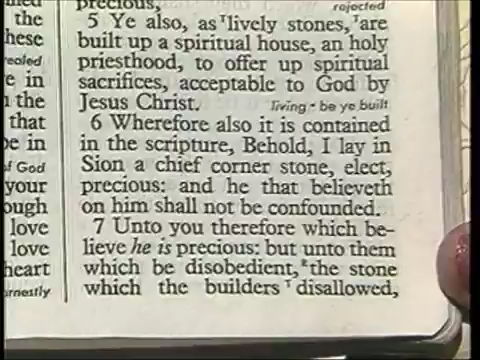 the
hese
ealed
e in
the
that
be in
of God
your
ough
love
love
heart
rnestly
precious,
rejected
5 Ye also, as ˡlively stones, ˡare
built up a spiritual house, an holy
priesthood, to offer up spiritual
sacrifices, acceptable to God by
Jesus Christ. living - be ye built
6 Wherefore also it is contained
in the scripture, Behold, I lay in
Sion a chief corner stone, elect,
precious: and he that believeth
on him shall not be confounded.
7 Unto you therefore which be-
lieve he is precious: but unto them
which be disobedient, the stone
which the builders disallowed,